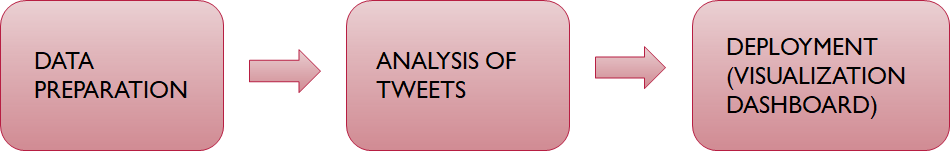 DATA
PREPARATION
ANALYSIS OF
TWEETS
DEPLOYMENT
(VISUALIZATION
DASHBOARD)